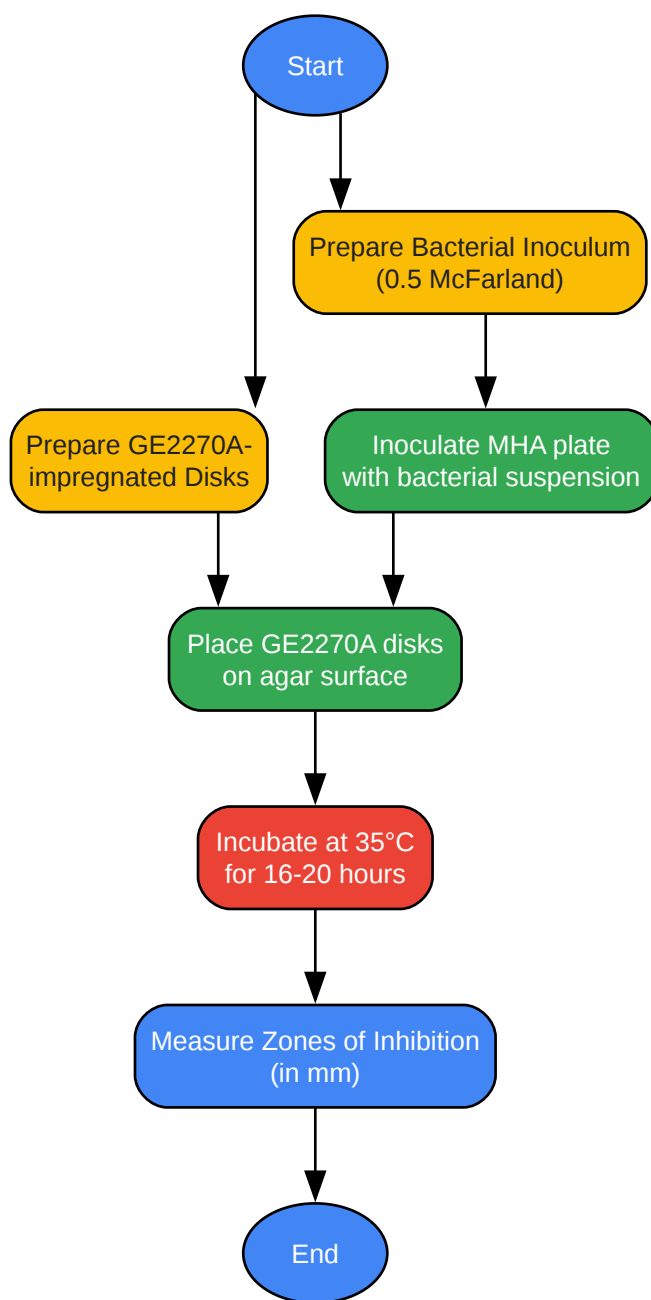 Start
Prepare Bacterial Inoculum
(0.5 McFarland)
Prepare GE2270A-
impregnated Disks
Inoculate MHA plate
with bacterial suspension
Place GE2270A disks
on agar surface
Incubate at 35°C
for 16-20 hours
Measure Zones of Inhibition
(in mm)
End